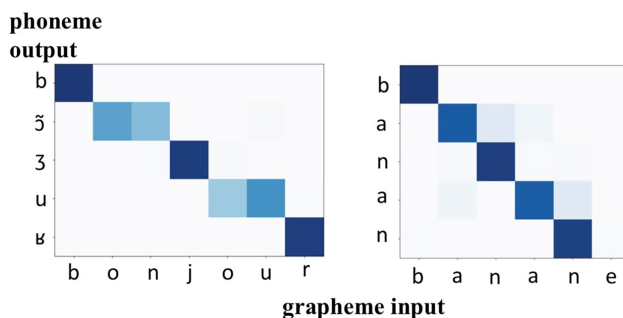 phoneme
output
b
ɔ̃
ʒ
u
ʁ
b o n j o u r
b
a
n
a
n
b a n a n e
grapheme input